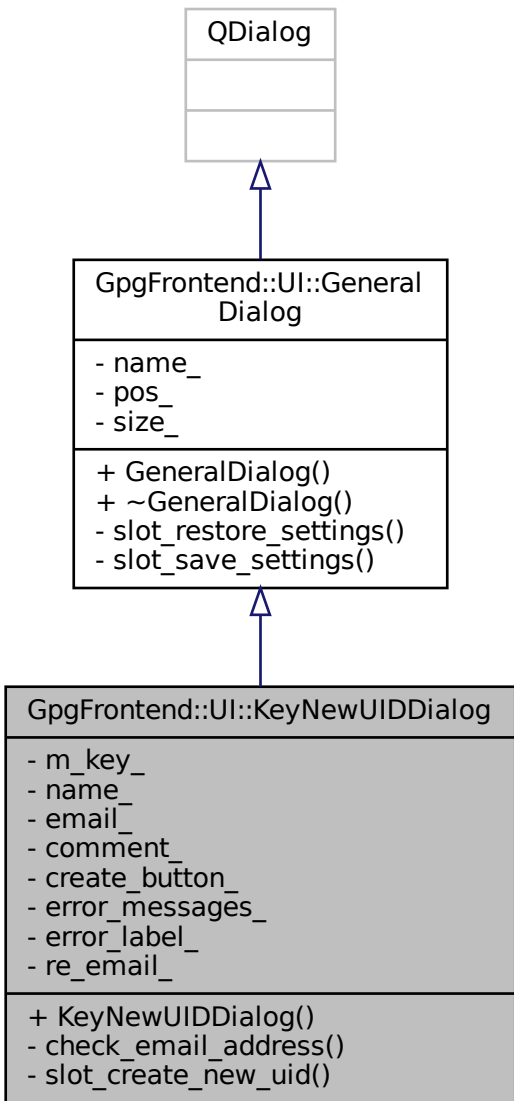 QDialog
GpgFrontend::UI::General
Dialog
- name_
- pos_
- size_
+ GeneralDialog()
+ ~GeneralDialog()
- slot_restore_settings()
- slot_save_settings()
GpgFrontend::UI::KeyNewUIDDialog
- m_key_
- name_
- email_
- comment_
- create_button_
- error_messages_
- error_label_
- re_email_
+ KeyNewUIDDialog()
- check_email_address()
- slot_create_new_uid()